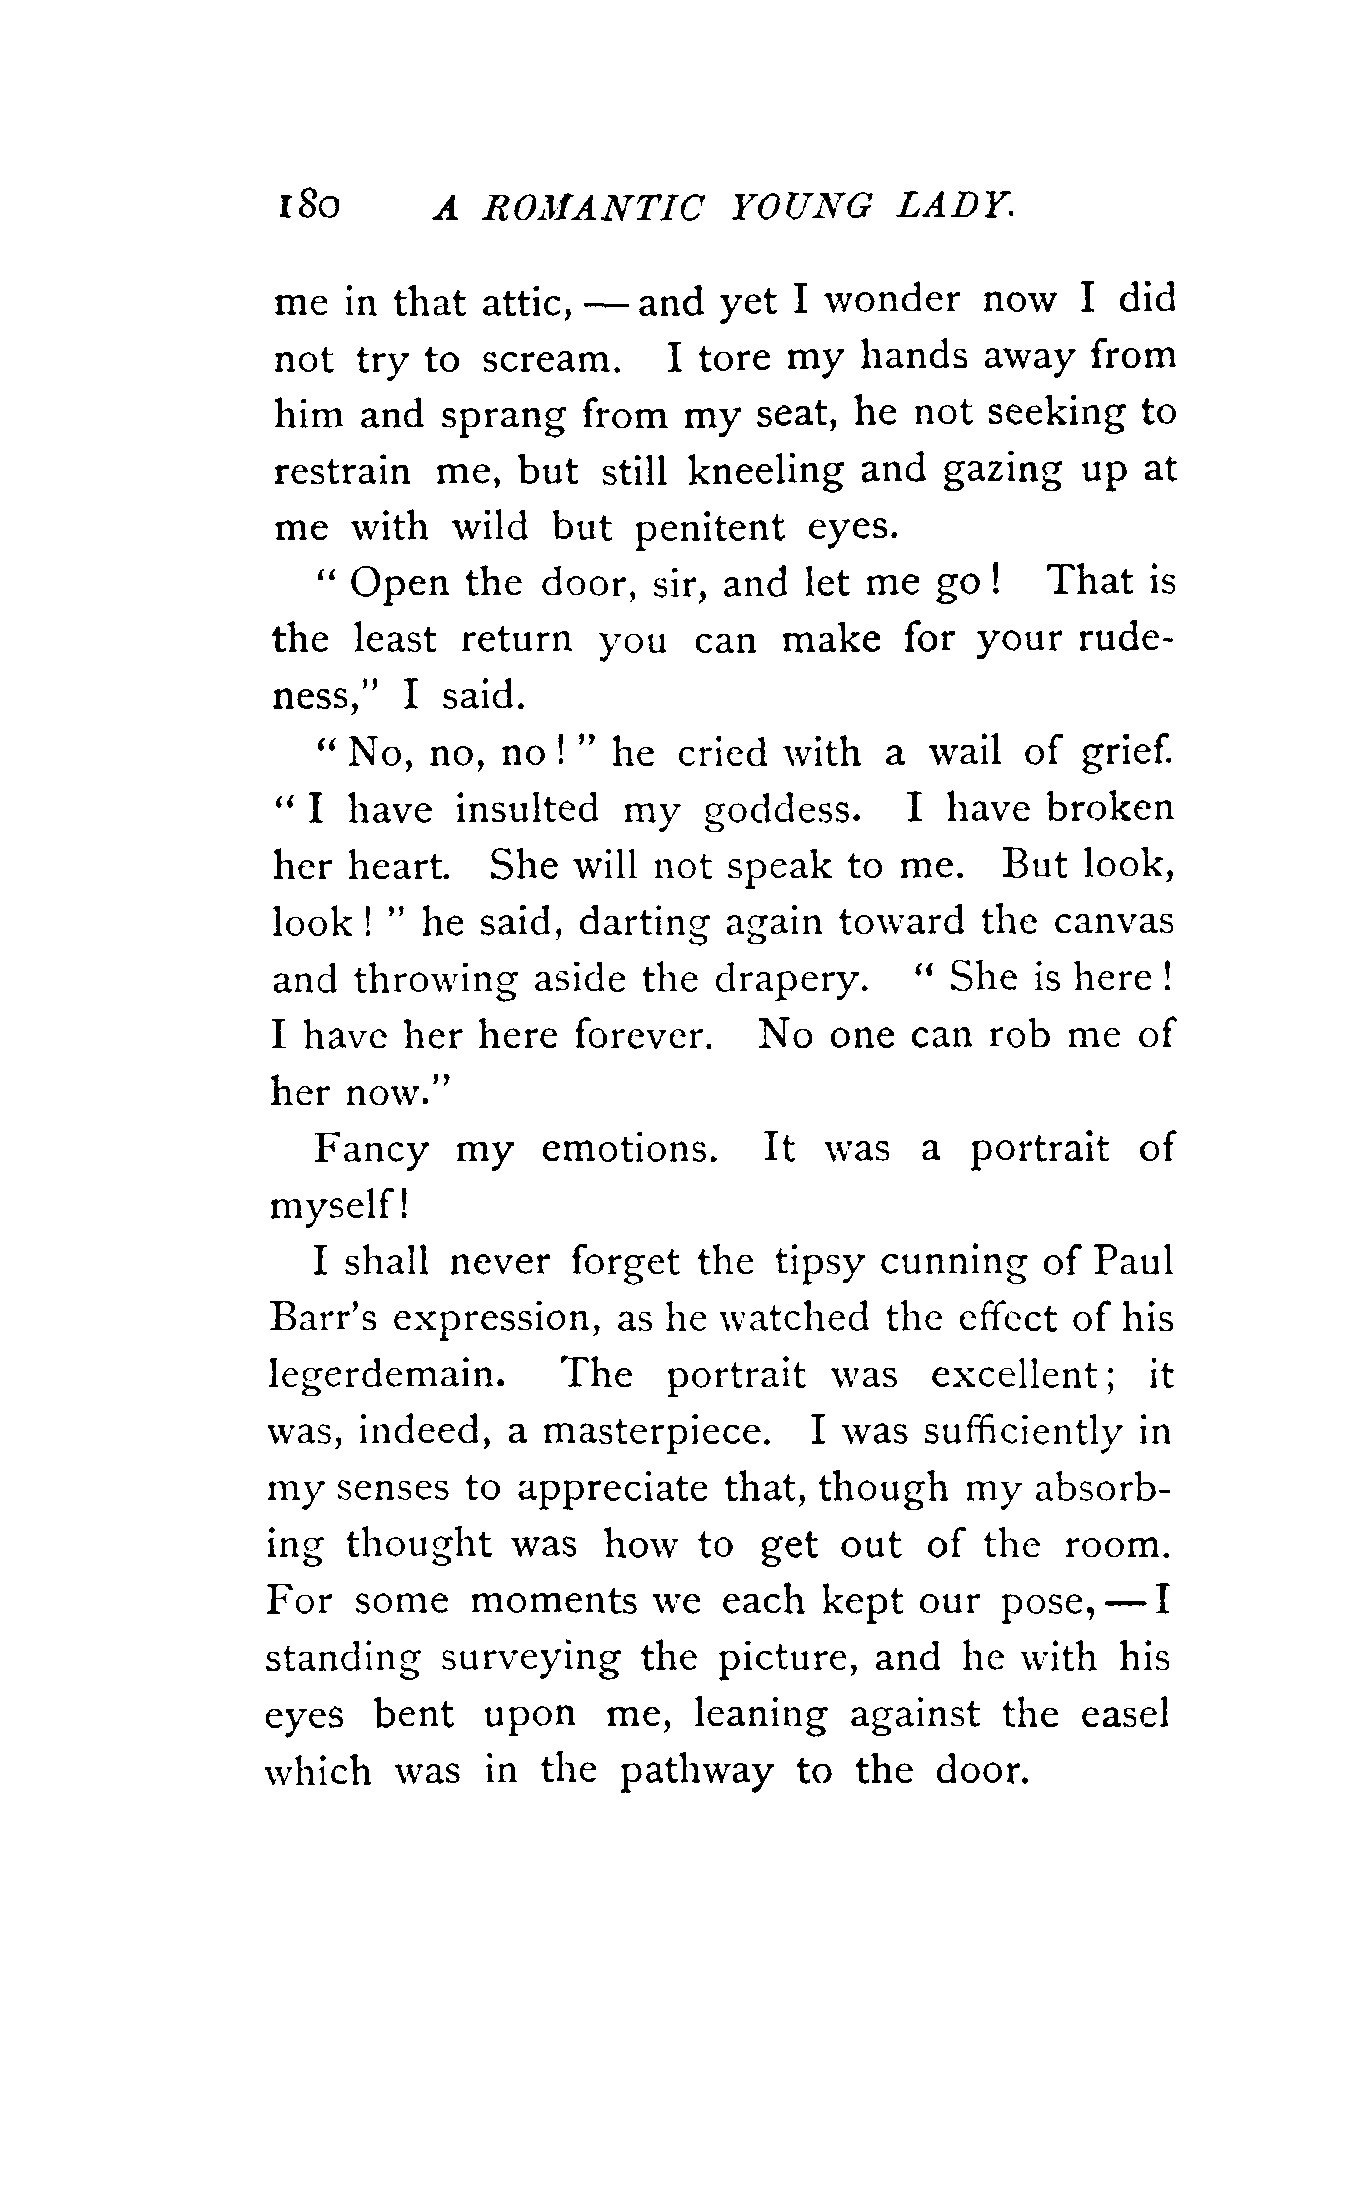 180 A ROMANTIC YOUNG LADY.
me in that attic, — and yet I wonder now I did
not try to scream. I tore my hands away from
him and sprang from my seat, he not seeking to
restrain me, but still kneeling and gazing up at
me with wild but penitent eyes.
" Open the door, sir, and let me go ! That is
the least return you can make for your rude-
ness," I said.
" No, no, no ! " he cried with a wail of grief.
" I have insulted my goddess. I have broken
her heart. She will not speak to me. But look,
look ! " he said, darting again toward the canvas
and throwing aside the drapery. " She is here !
I have her here forever. No one can rob me of
her now."
Fancy my emotions. It was a portrait of
myself!
I shall never forget the tipsy cunning of Paul
Barr's expression, as he watched the effect of his
legerdemain. The portrait was excellent; it
was, indeed, a masterpiece. I was sufficiently in
my senses to appreciate that, though my absorb-
ing thought was how to get out of the room.
For some moments we each kept our pose, — I
standing surveying the picture, and he with his
eyes bent upon me, leaning against the easel
which was in the pathway to the door.